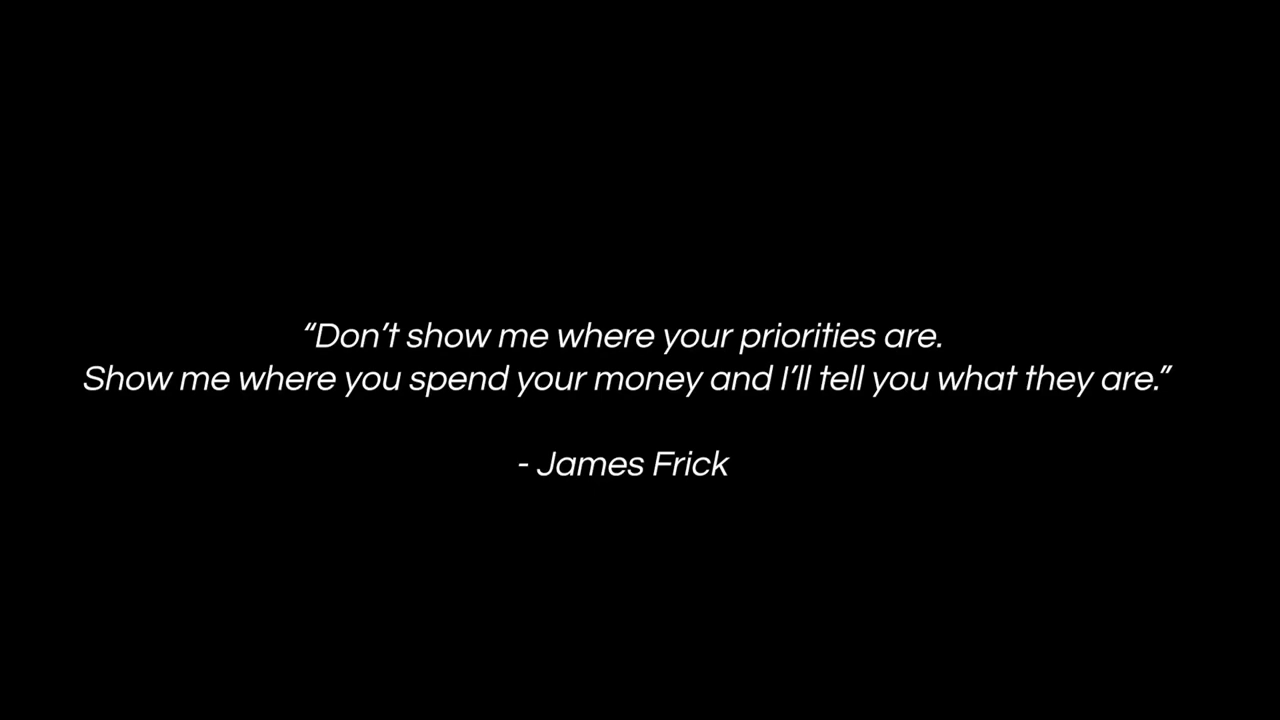 “Don’t show me where your priorities are.
Show me where you spend your money and I’ll tell you what they are.”
- James Frick